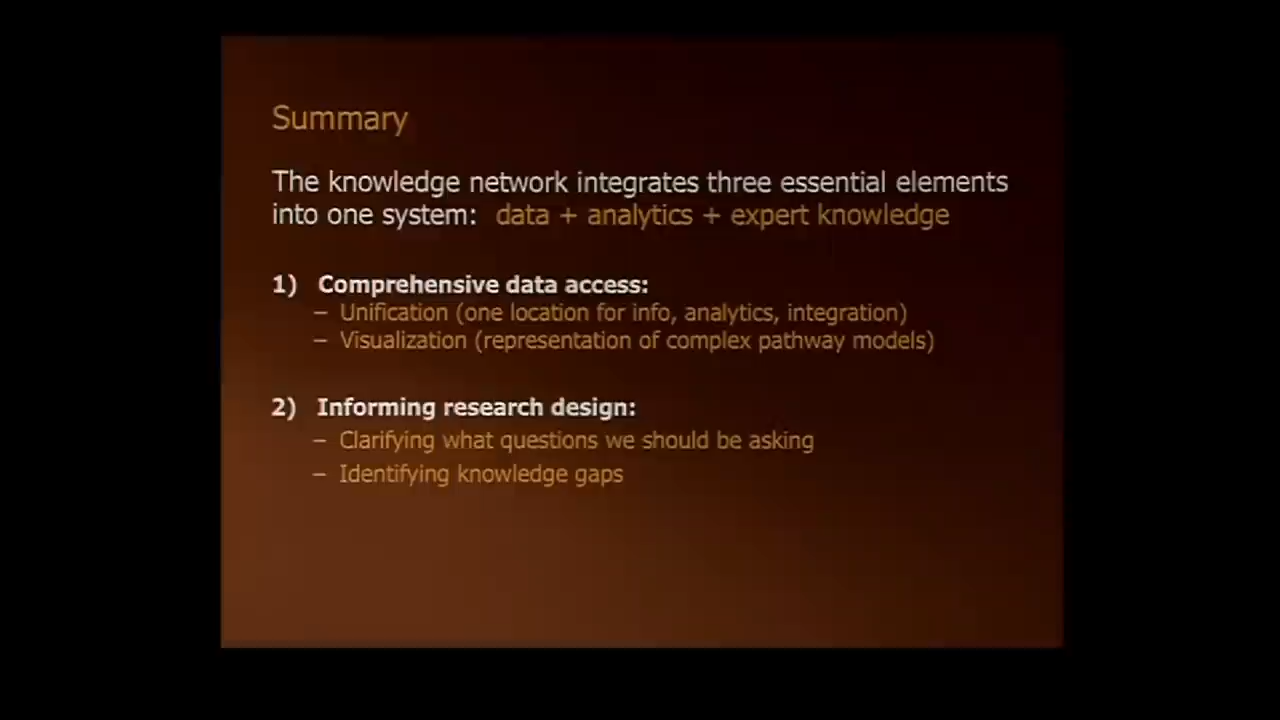 Summary
The knowledge network integrates three essential elements
into one system: data + analytics + expert knowledge
1) Comprehensive data access:
– Unification (one location for info, analytics, integration)
– Visualization (representation of complex pathway models)
2) Informing research design:
– Clarifying what questions we should be asking
– Identifying knowledge gaps